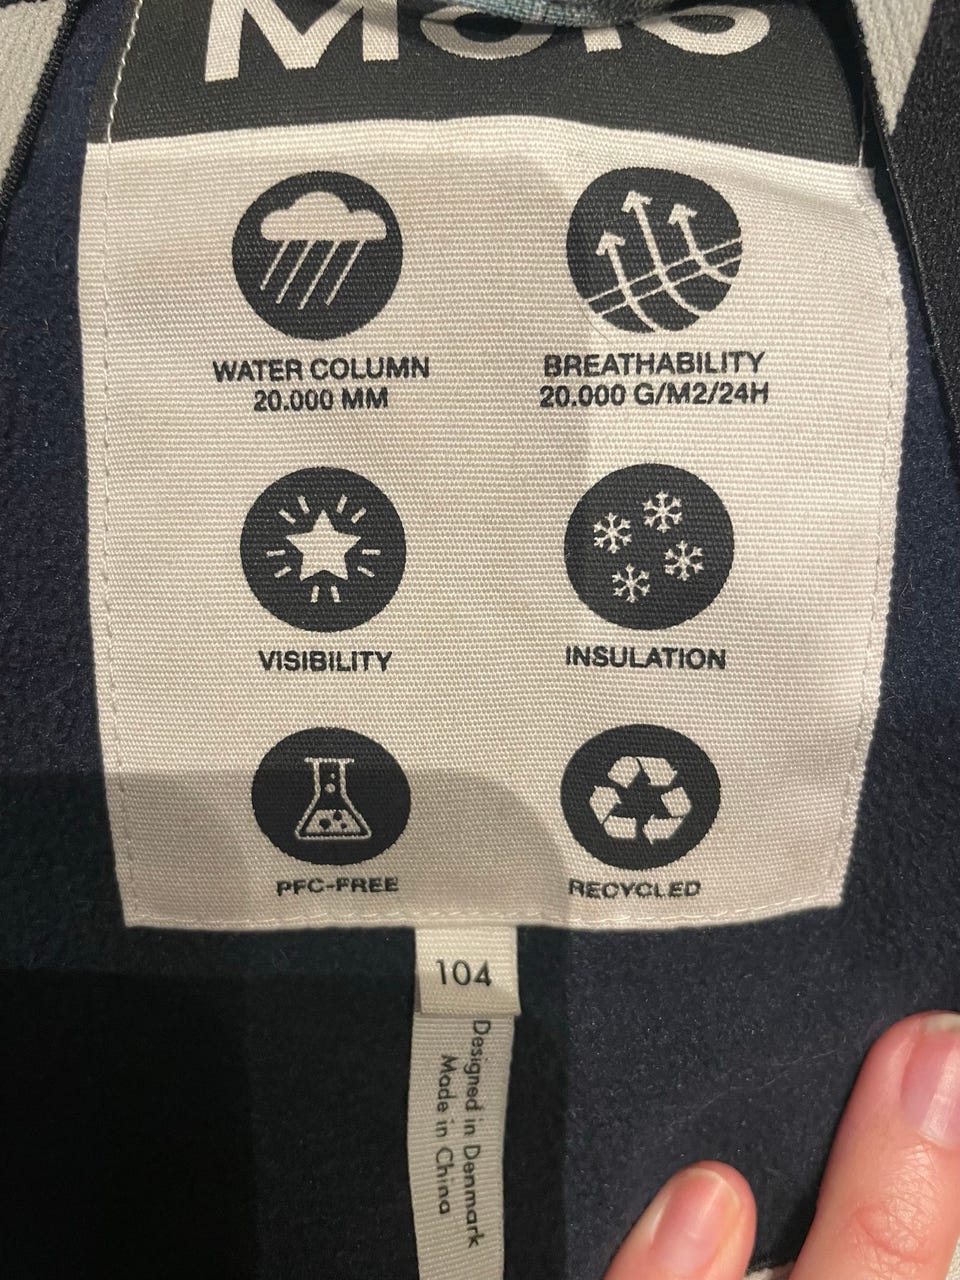 Molo
WATER COLUMN
20.000 MM
BREATHABILITY
20.000 G/M2/24H
VISIBILITY
INSULATION
PFC-FREE
RECYCLED
104
Designed in Denmark
Made in China